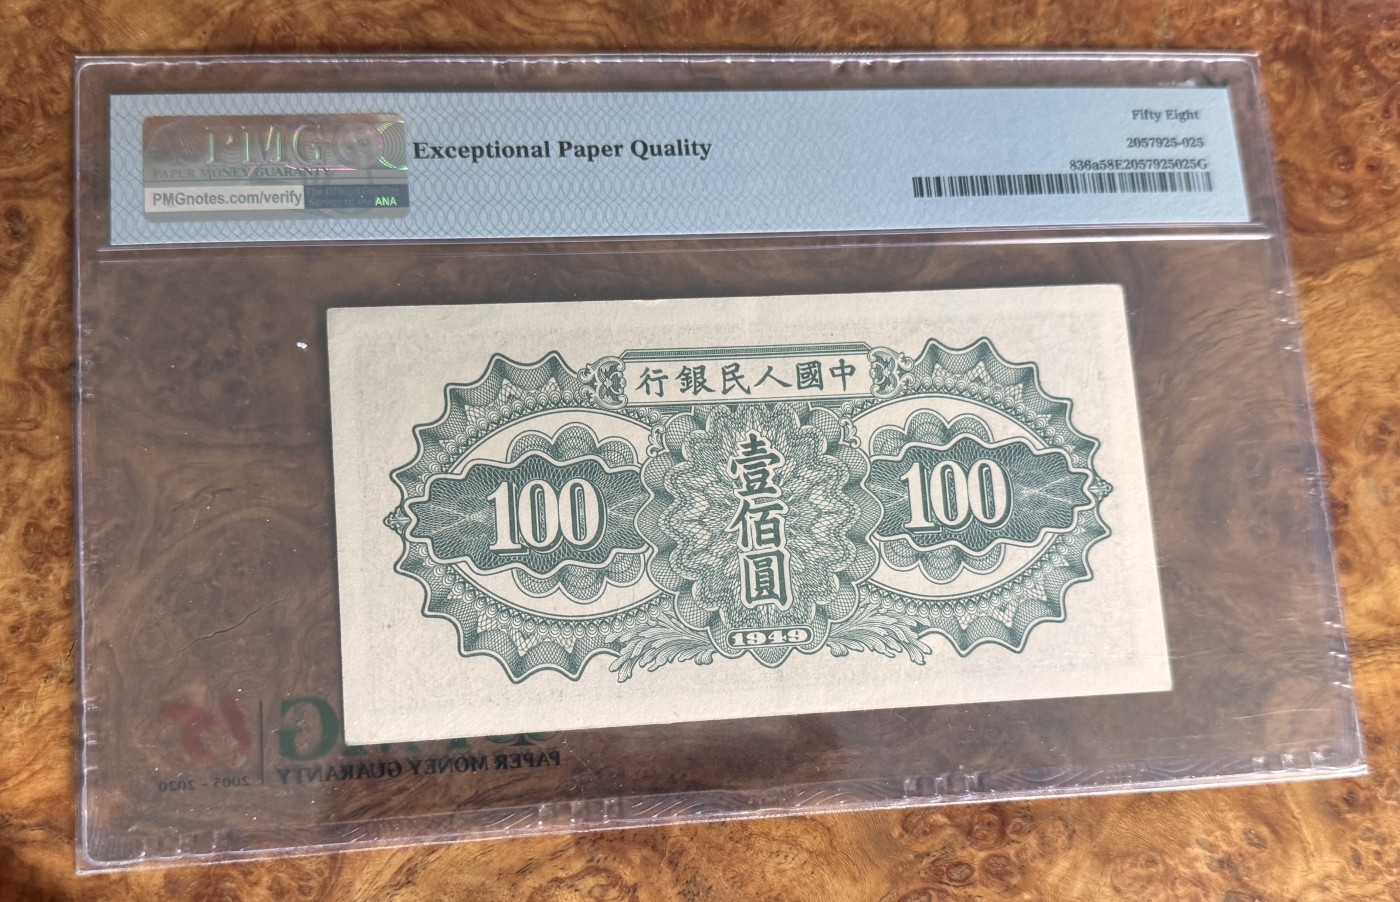 PMG
PAPER MONEY GUARANTY
PMGnotes.com/verify
ANA
Exceptional Paper Quality
Fifty Eight
2057925-025
836a58E2057925025G
行銀民人國中
100
壹佰圓
100
1949
PAPER MONEY GUARANTY
2005 - 2020